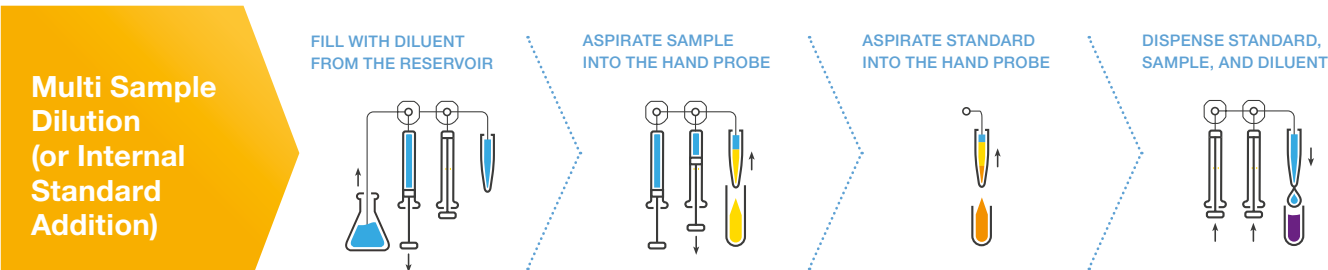 Multi Sample
Dilution
(or Internal
Standard
Addition)
FILL WITH DILUENT
FROM THE RESERVOIR
ASPIRATE SAMPLE
INTO THE HAND PROBE
ASPIRATE STANDARD
INTO THE HAND PROBE
DISPENSE STANDARD,
SAMPLE, AND DILUENT